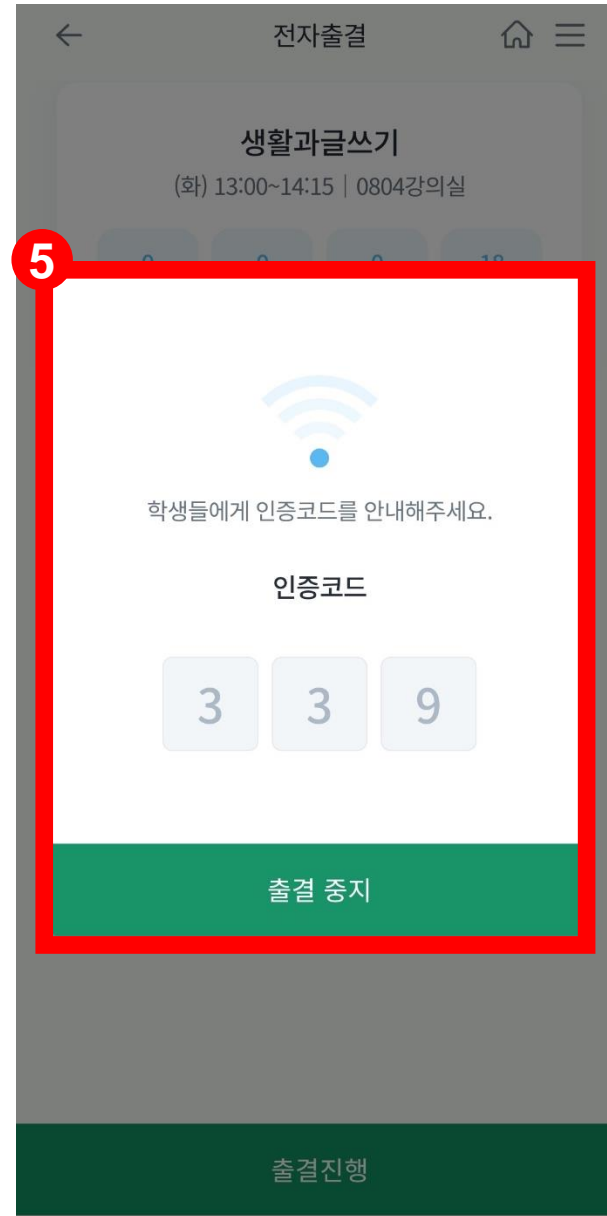 전자출결
생활과글쓰기
(화) 13:00~14:15 | 0804강의실
5
학생들에게 인증코드를 안내해주세요.
인증코드
3 3 9
출결 중지
출결진행